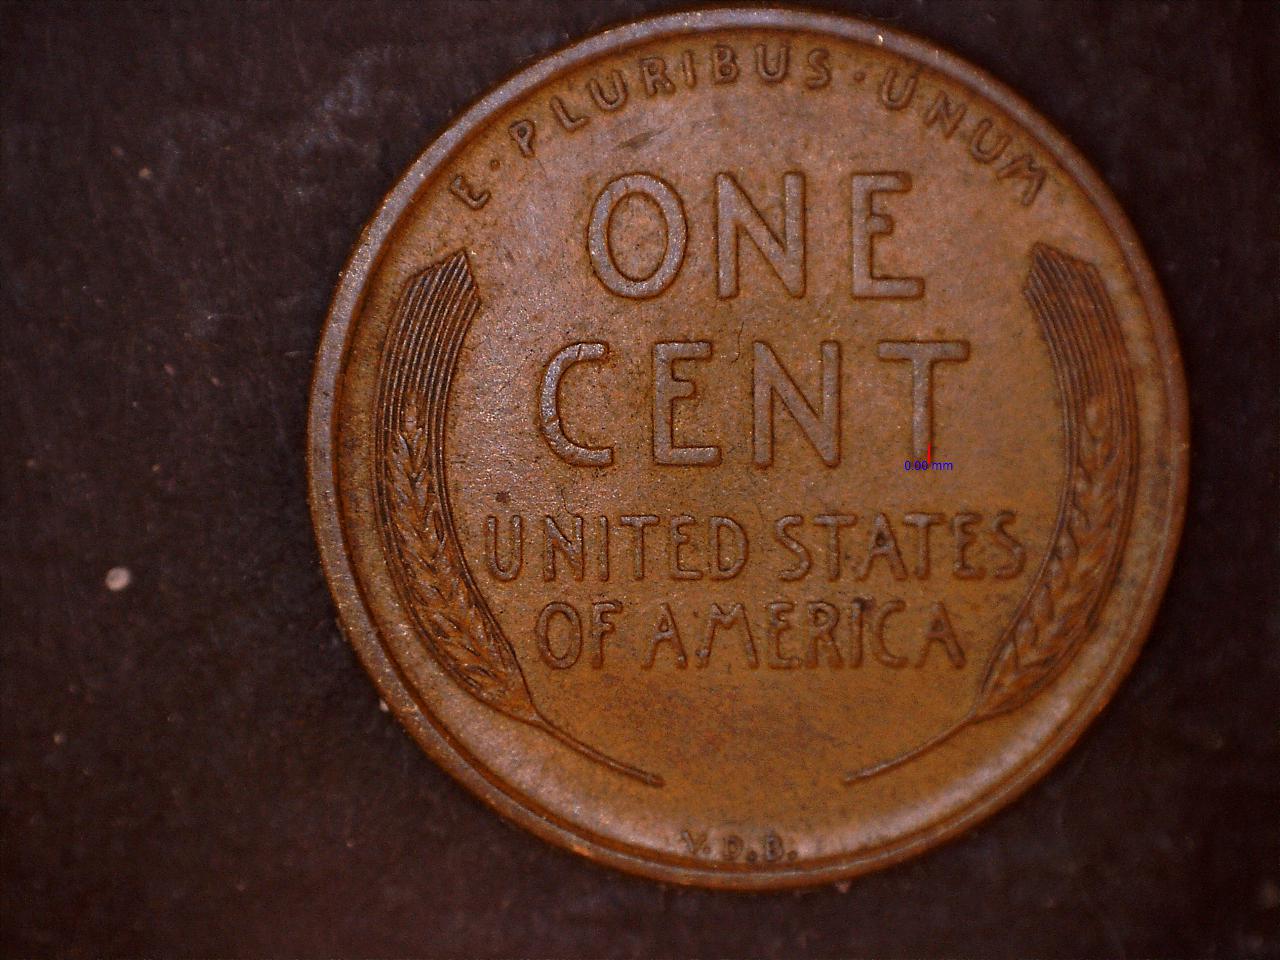 E · PLURIBUS · UNUM
ONE
CENT
0.00 mm
UNITED STATES
OF AMERICA
V.D.B.